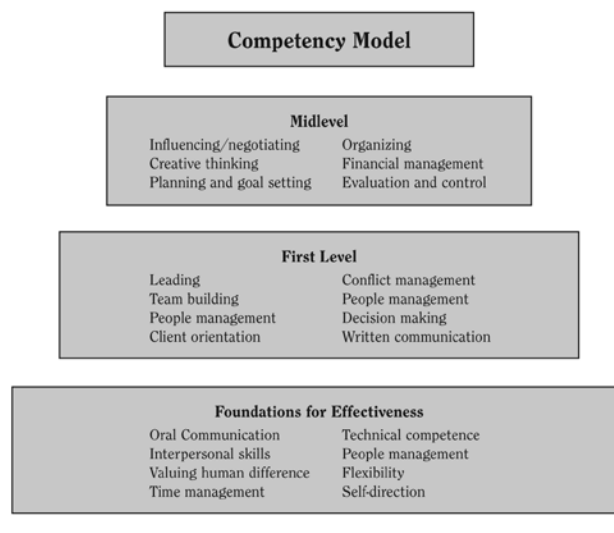 Competency Model
Midlevel
Influencing/negotiating Organizing
Creative thinking Financial management
Planning and goal setting Evaluation and control
First Level
Leading Conflict management
Team building People management
People management Decision making
Client orientation Written communication
Foundations for Effectiveness
Oral Communication Technical competence
Interpersonal skills People management
Valuing human difference Flexibility
Time management Self-direction